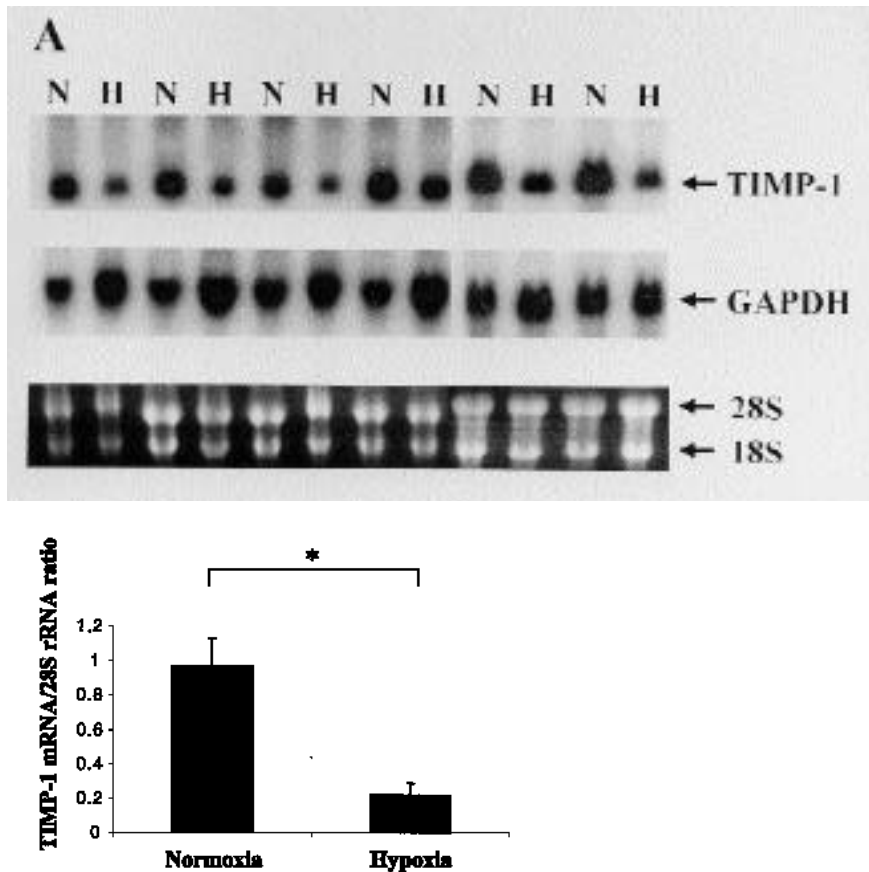 A
N H N H N H N H N H N H
← TIMP-1
← GAPDH
← 28S
← 18S
*
TIMP-1 mRNA/28S rRNA ratio
1.2
1
0.8
0.6
0.4
0.2
0
Normoxia Hypoxia